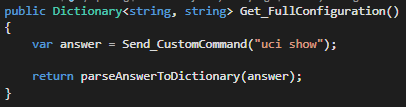 public Dictionary<string, string> Get_FullConfiguration()
{
var answer = Send_CustomCommand("uci show");
return parseAnswerToDictionary(answer);
}